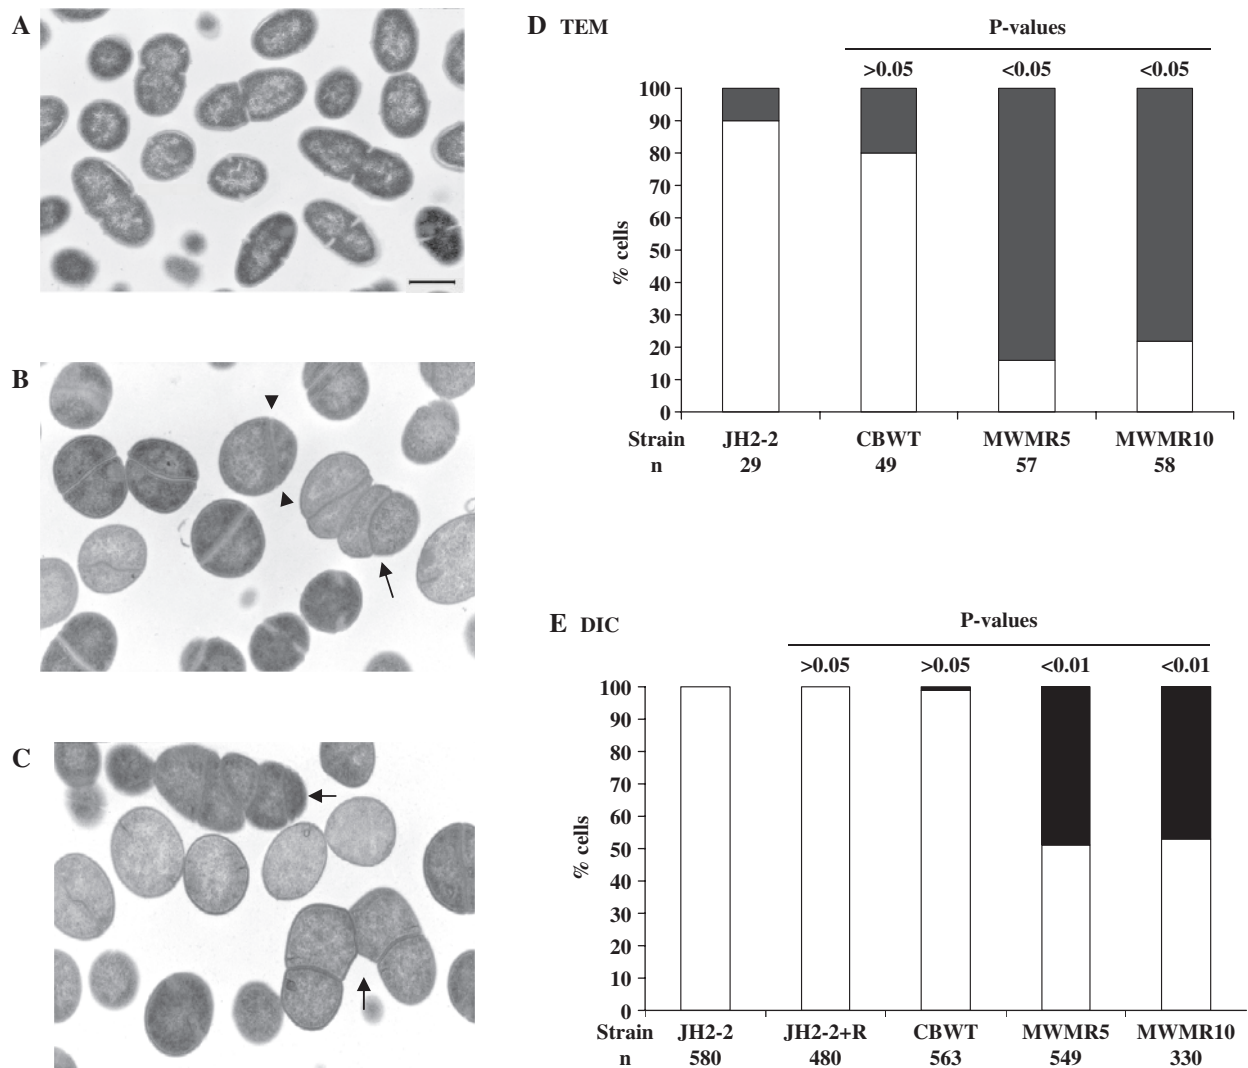 A
B
C
D TEM
P-values
>0.05 <0.05 <0.05
100
90
80
70
60
50
40
30
20
10
0
% cells
Strain JH2-2 CBWT MWMR5 MWMR10
n 29 49 57 58
E DIC
P-values
>0.05 >0.05 <0.01 <0.01
100
90
80
70
60
50
40
30
20
10
0
% cells
Strain JH2-2 JH2-2+R CBWT MWMR5 MWMR10
n 580 480 563 549 330